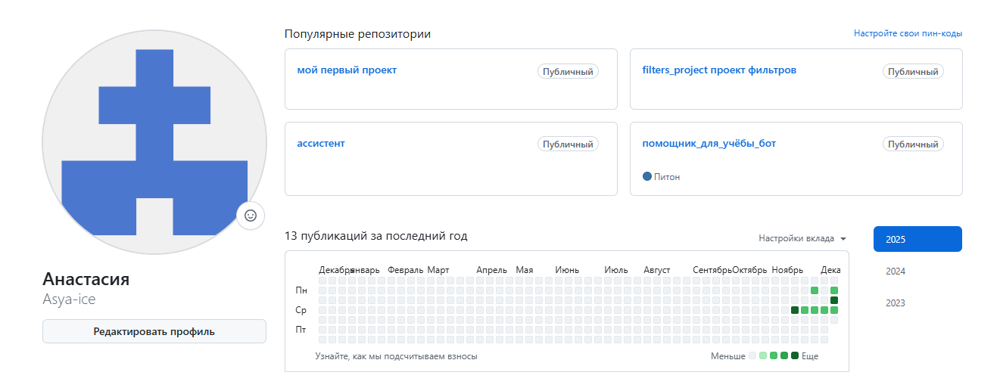 Популярные репозитории
Настройте свои пин-коды
мой первый проект
Публичный
filters_project проект фильтров
Публичный
ассистент
Публичный
помощник_для_учёбы_бот
Публичный
Питон
13 публикаций за последний год
Настройки вклада
2025
2024
2023
Декабрь Январь Февраль Март Апрель Мая Июнь Июль Август Сентябрь Октябрь Ноябрь Дека
Пн
Ср
Пт
Узнайте, как мы подсчитываем взносы
Меньше Еще
Анастасия
Asya-ice
Редактировать профиль